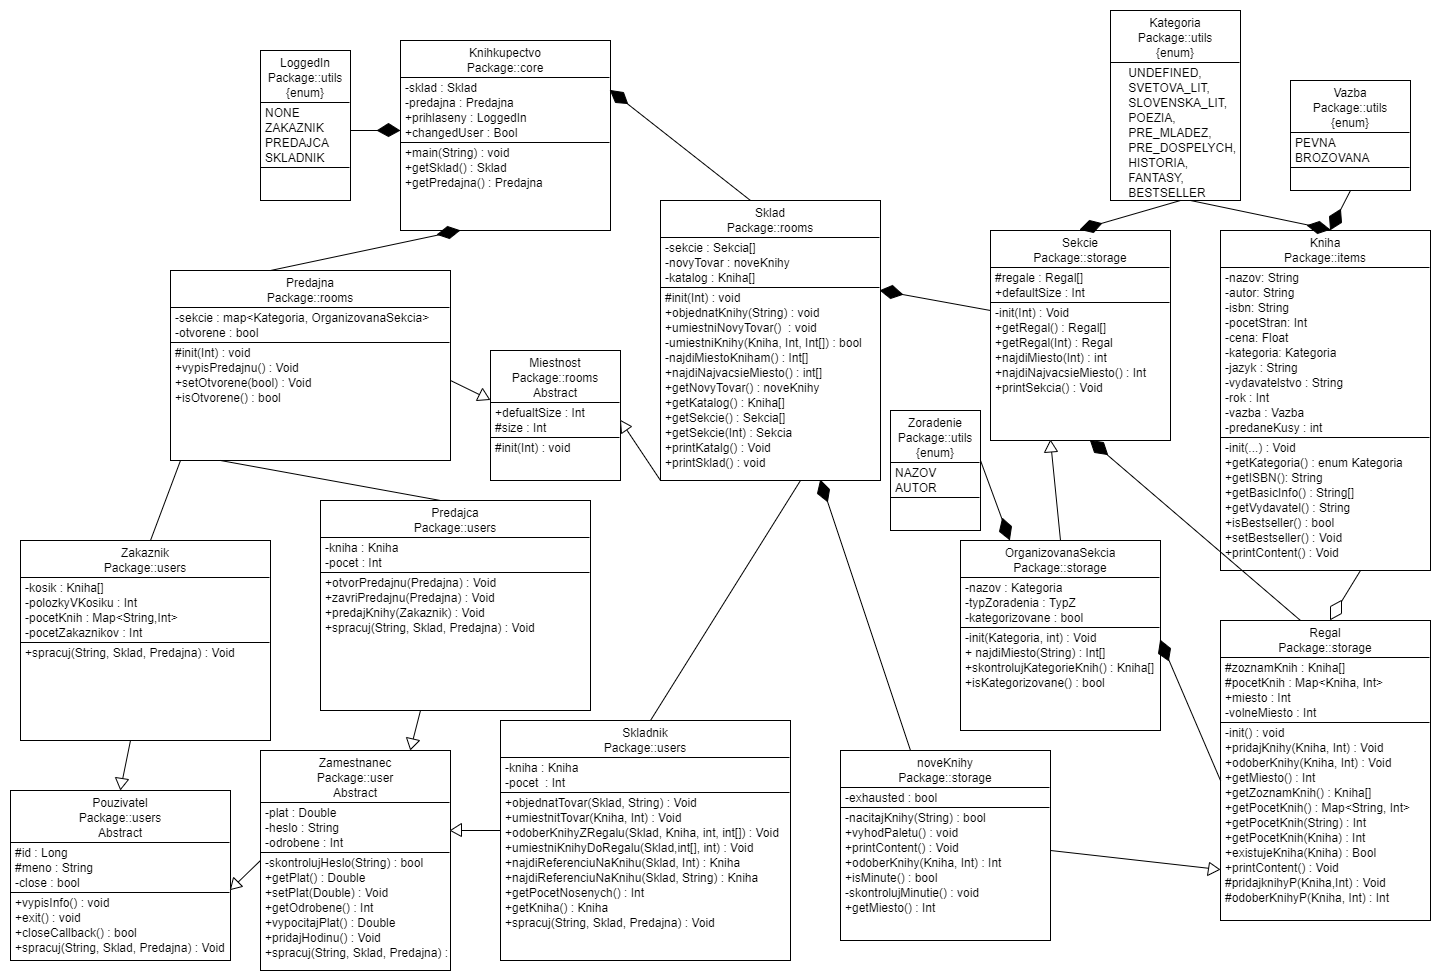 LoggedIn
Package::utils
{enum}
NONE
ZAKAZNIK
PREDAJCA
SKLADNIK
Knihkupectvo
Package::core
-sklad : Sklad
-predajna : Predajna
+prihlaseny : LoggedIn
+changedUser : Bool
+main(String) : void
+getSklad() : Sklad
+getPredajna() : Predajna
Kategoria
Package::utils
{enum}
UNDEFINED,
SVETOVA_LIT,
SLOVENSKA_LIT,
POEZIA,
PRE_MLADEZ,
PRE_DOSPELYCH,
HISTORIA,
FANTASY,
BESTSELLER
Vazba
Package::utils
{enum}
PEVNA
BROZOVANA
Predajna
Package::rooms
-sekcie : map<Kategoria, OrganizovanaSekcia>
-otvorene : bool
#init(Int) : void
+vypisPredajnu() : Void
+setOtvorene(bool) : Void
+isOtvorene() : bool
Miestnost
Package::rooms
Abstract
+defualtSize : Int
#size : Int
#init(Int) : void
Sklad
Package::rooms
-sekcie : Sekcia[]
-novyTovar : noveKnihy
-katalog : Kniha[]
#init(Int) : void
+objednatKnihy(String) : void
+umiestniNovyTovar() : void
-umiestniKnihy(Kniha, Int, Int[]) : bool
-najdiMiestoKniham() : Int[]
+najdiNajvacsieMiesto() : int[]
+getNovyTovar() : noveKnihy
+getKatalog() : Kniha[]
+getSekcie() : Sekcia[]
+getSekcie(Int) : Sekcia
+printKatalg() : Void
+printSklad() : void
Sekcie
Package::storage
#regale : Regal[]
+defaultSize : Int
-init(Int) : Void
+getRegal() : Regal[]
+getRegal(Int) : Regal
+najdiMiesto(Int) : int
+najdiNajvacsieMiesto() : Int
+printSekcia() : Void
Kniha
Package::items
-nazov: String
-autor: String
-isbn: String
-pocetStran: Int
-cena: Float
-kategoria: Kategoria
-jazyk : String
-vydavatelstvo : String
-rok : Int
-vazba : Vazba
-predaneKusy : int
-init(...) : Void
+getKategoria() : enum Kategoria
+getISBN(): String
+getBasicInfo() : String[]
+getVydavatel() : String
+isBestseller() : bool
+setBestseller() : Void
+printContent() : Void
Zoradenie
Package::utils
{enum}
NAZOV
AUTOR
Zakaznik
Package::users
-kosik : Kniha[]
-polozkyVKosiku : Int
-pocetKnih : Map<String,Int>
-pocetZakaznikov : Int
+spracuj(String, Sklad, Predajna) : Void
Predajca
Package::users
-kniha : Kniha
-pocet : Int
+otvorPredajnu(Predajna) : Void
+zavriPredajnu(Predajna) : Void
+predajKnihy(Zakaznik) : Void
+spracuj(String, Sklad, Predajna) : Void
OrganizovanaSekcia
Package::storage
-nazov : Kategoria
-typZoradenia : TypZ
-kategorizovane : bool
-init(Kategoria, int) : Void
+ najdiMiesto(String) : Int[]
+skontrolujKategorieKnih() : Kniha[]
+isKategorizovane() : bool
Regal
Package::storage
#zoznamKnih : Kniha[]
#pocetKnih : Map<Kniha, Int>
+miesto : Int
-volneMiesto : Int
-init() : void
+pridajKnihy(Kniha, Int) : Void
+odoberKnihy(Kniha, Int) : Void
+getMiesto() : Int
+getZoznamKnih() : Kniha[]
+getPocetKnih() : Map<String, Int>
+getPocetKnih(String) : Int
+getPocetKnih(Kniha) : Int
+existujeKniha(Kniha) : Bool
+printContent() : Void
#pridajknihyP(Kniha,Int) : Void
#odoberKnihyP(Kniha, Int) : Int
Pouzivatel
Package::users
Abstract
#id : Long
#meno : String
-close : bool
+vypisInfo() : void
+exit() : void
+closeCallback() : bool
+spracuj(String, Sklad, Predajna) : Void
Zamestnanec
Package::user
Abstract
-plat : Double
-heslo : String
-odrobene : Int
-skontrolujHeslo(String) : bool
+getPlat() : Double
+setPlat(Double) : Void
+getOdrobene() : Int
+vypocitajPlat() : Double
+pridajHodinu() : Void
+spracuj(String, Sklad, Predajna) :
Skladnik
Package::users
-kniha : Kniha
-pocet : Int
+objednatTovar(Sklad, String) : Void
+umiestnitTovar(Kniha, Int) : Void
+odoberKnihyZRegalu(Sklad, Kniha, int, int[]) : Void
+umiestniKnihyDoRegalu(Sklad,int[], int) : Void
+najdiReferenciuNaKnihu(Sklad, Int) : Kniha
+najdiReferenciuNaKnihu(Sklad, String) : Kniha
+getPocetNosenych() : Int
+getKniha() : Kniha
+spracuj(String, Sklad, Predajna) : Void
noveKnihy
Package::storage
-exhausted : bool
-nacitajKnihy(String) : bool
+vyhodPaletu() : void
+printContent() : Void
+odoberKnihy(Kniha, Int) : Int
+isMinute() : bool
-skontrolujMinutie() : void
+getMiesto() : Int